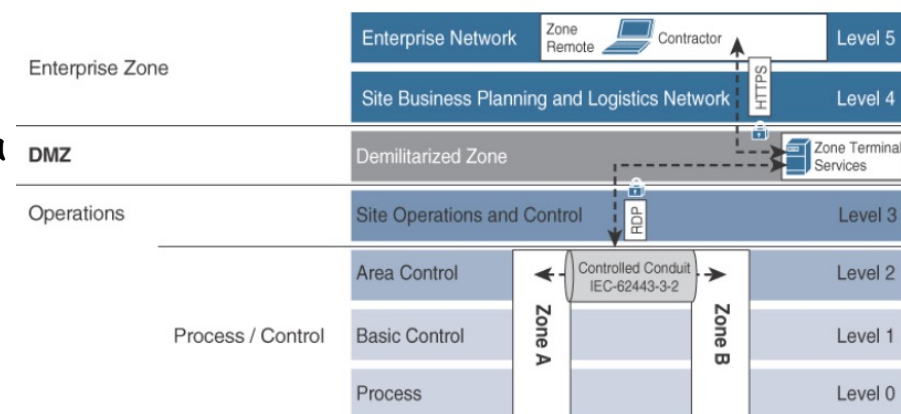 Enterprise Zone
Enterprise Network
Zone
Remote
Contractor
Level 5
Site Business Planning and Logistics Network
HTTPS
Level 4
DMZ
Demilitarized Zone
Zone Terminal
Services
Operations
Site Operations and Control
RDP
Level 3
Process / Control
Area Control
Controlled Conduit
IEC-62443-3-2
Level 2
Zone A
Zone B
Basic Control
Level 1
Process
Level 0